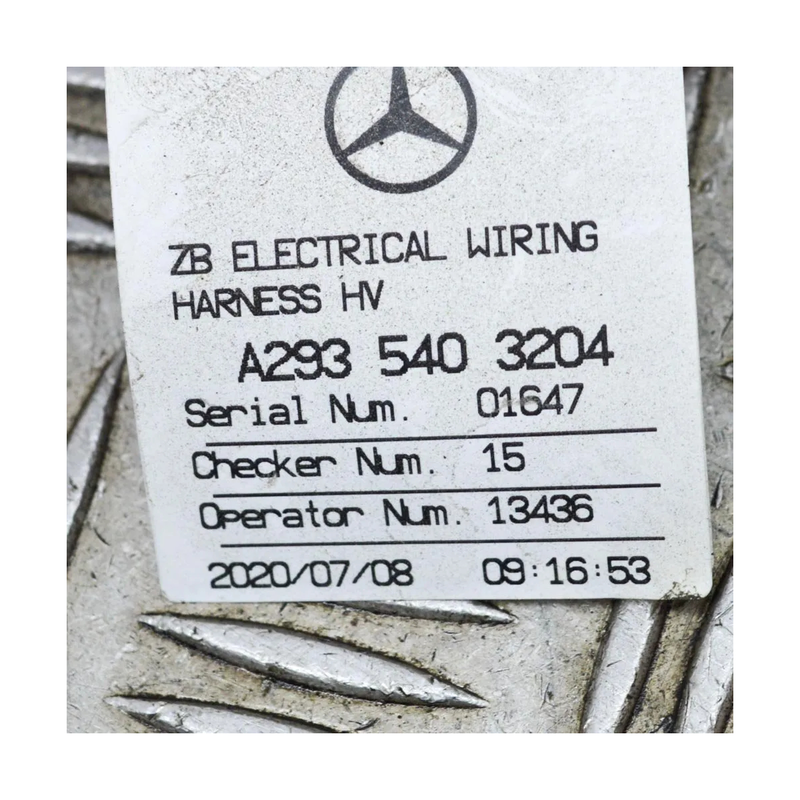 ZB ELECTRICAL WIRING
HARNESS HV
A293 540 3204
Serial Num. 01647
Checker Num. 15
Operator Num. 13436
2020/07/08 09:16:53